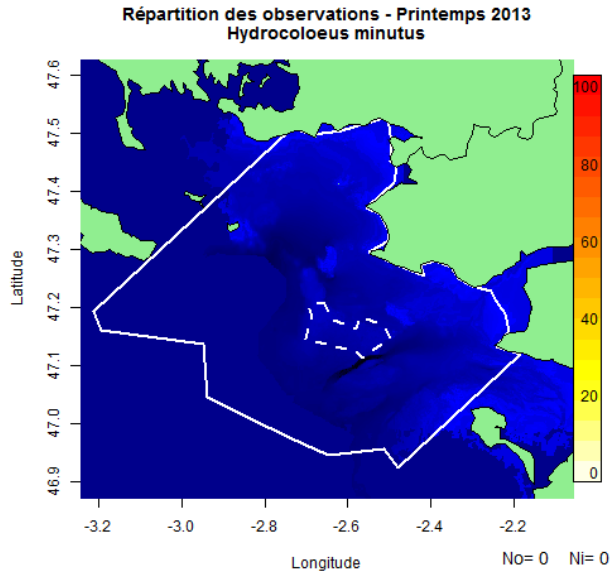 Répartition des observations - Printemps 2013
Hydrocoloeus minutus
47.6
47.5
47.4
47.3
47.2
47.1
47.0
46.9
Latitude
100
80
60
40
20
0
-3.2 -3.0 -2.8 -2.6 -2.4 -2.2
Longitude
No= 0 Ni= 0